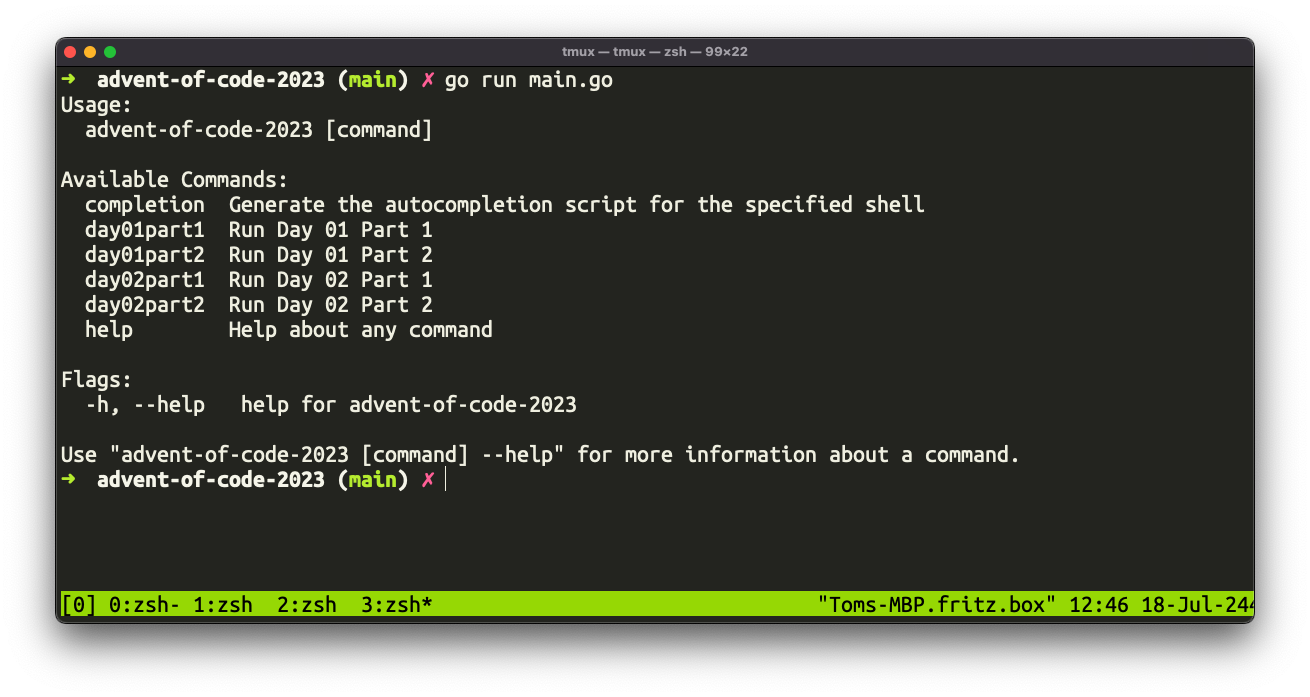 tmux — tmux — zsh — 99×22
➜  advent-of-code-2023 (main) ✗ go run main.go
Usage:
  advent-of-code-2023 [command]

Available Commands:
  completion  Generate the autocompletion script for the specified shell
  day01part1  Run Day 01 Part 1
  day01part2  Run Day 01 Part 2
  day02part1  Run Day 02 Part 1
  day02part2  Run Day 02 Part 2
  help        Help about any command

Flags:
  -h, --help   help for advent-of-code-2023

Use "advent-of-code-2023 [command] --help" for more information about a command.
➜  advent-of-code-2023 (main) ✗
[0] 0:zsh- 1:zsh  2:zsh  3:zsh* "Toms-MBP.fritz.box" 12:46 18-Jul-244